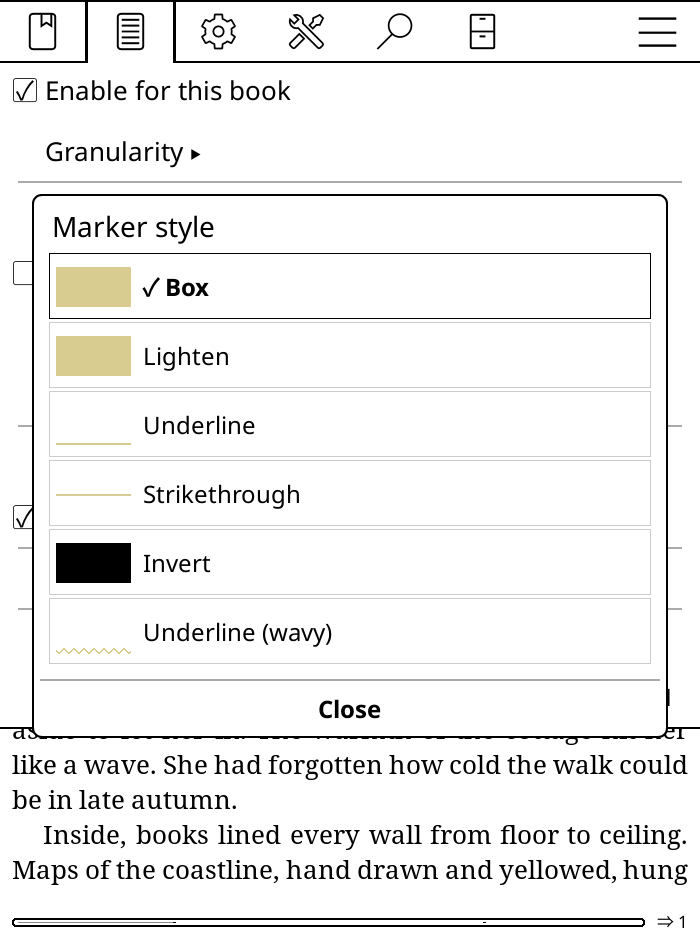 Enable for this book
Granularity ▸
Marker style
✓ Box
Lighten
Underline
Strikethrough
Invert
Underline (wavy)
Close
like a wave. She had forgotten how cold the walk could
be in late autumn.
Inside, books lined every wall from floor to ceiling.
Maps of the coastline, hand drawn and yellowed, hung
⇒ 1